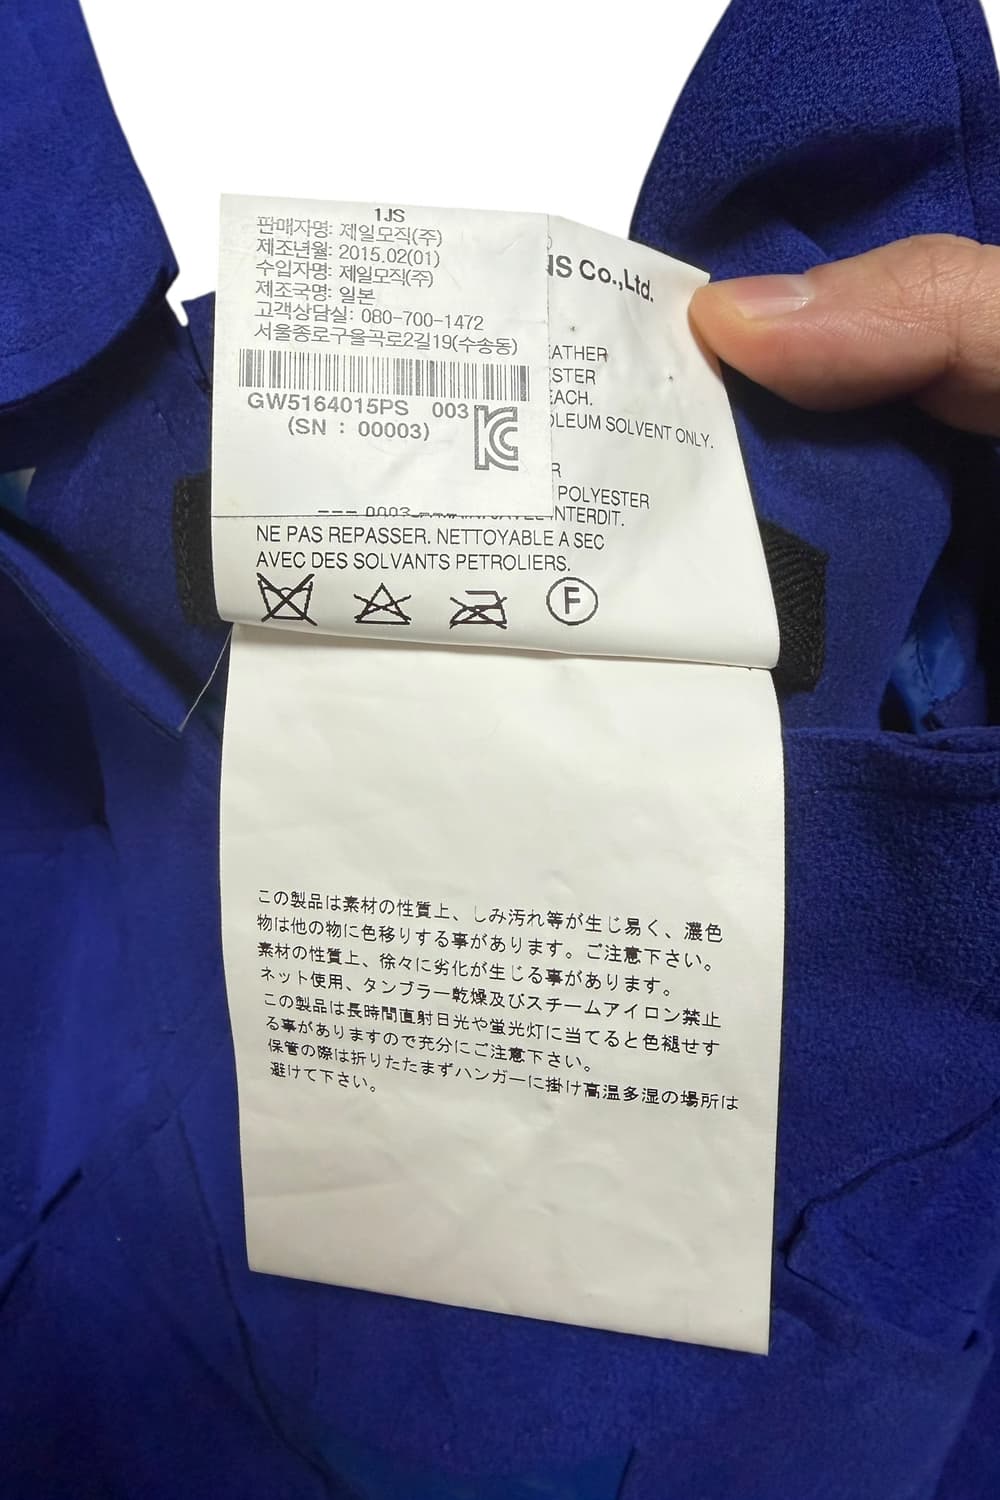 1JS
판매자명: 제일모직(주)
제조년월: 2015.02(01)
수입자명: 제일모직(주)
제조국명: 일본
고객상담실: 080-700-1472
서울종로구율곡로2길19(수송동)
GW5164015PS 003
(SN : 00003)
NS Co.,Ltd.
EATHER
STER
EACH.
OLEUM SOLVENT ONLY.
R
POLYESTER
INTERDIT.
NE PAS REPASSER. NETTOYABLE A SEC
AVEC DES SOLVANTS PETROLIERS.
F
この製品は素材の性質上、しみ汚れ等が生じ易く、濃色
物は他の物に色移りする事があります。ご注意下さい。
素材の性質上、徐々に劣化が生じる事があります。
ネット使用、タンブラー乾燥及びスチームアイロン禁止
この製品は長時間直射日光や蛍光灯に当てると色褪せす
る事がありますので充分にご注意下さい。
保管の際は折りたたまずハンガーに掛け高温多湿の場所は
避けて下さい。